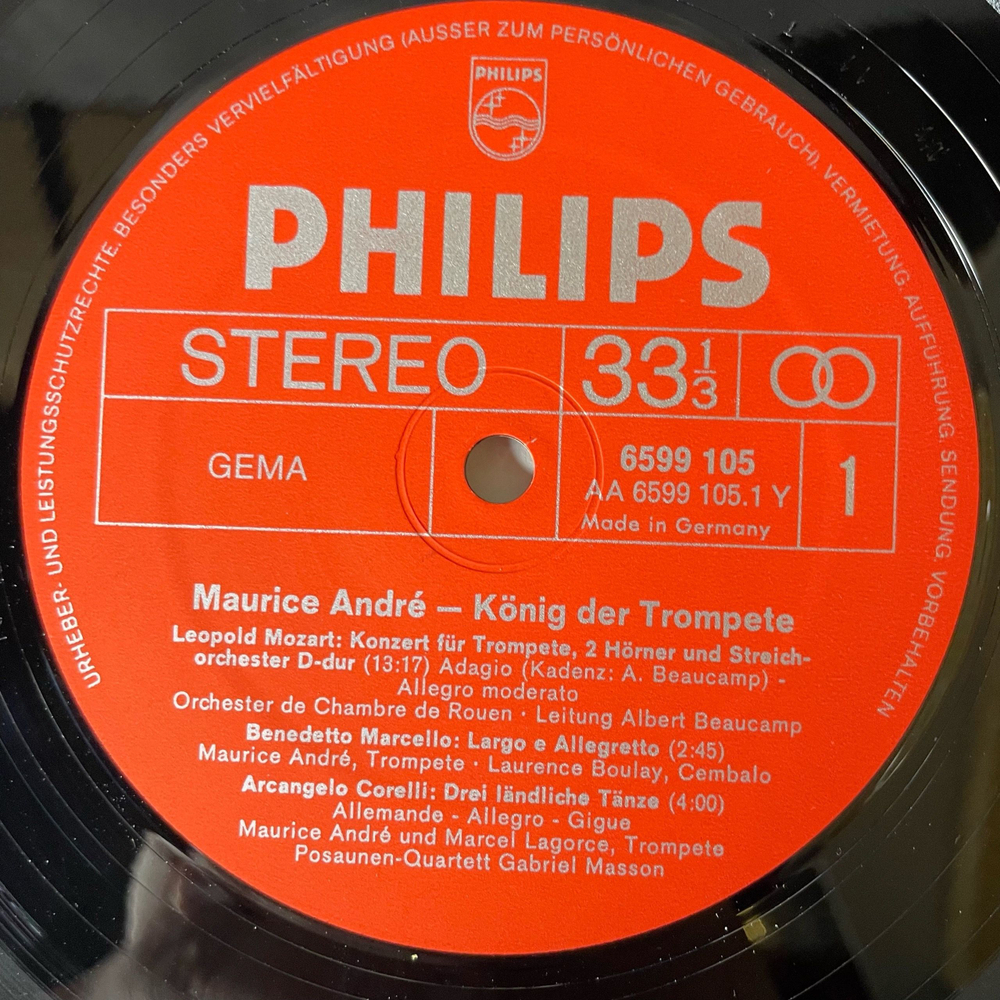 URHEBER- UND LEISTUNGSSCHUTZRECHTE, BESONDERS VERVIELFÄLTIGUNG (AUSSER ZUM PERSÖNLICHEN GEBRAUCH), VERMIETUNG, AUFFÜHRUNG, SENDUNG, VORBEHALTEN
PHILIPS
PHILIPS
STEREO 33 1/3
GEMA
6599 105 1
AA 6599 105.1 Y
Made in Germany
Maurice André — König der Trompete
Leopold Mozart: Konzert für Trompete, 2 Hörner und Streich-
orchester D-dur (13:17) Adagio (Kadenz: A. Beaucamp) -
Allegro moderato
Orchester de Chambre de Rouen · Leitung Albert Beaucamp
Benedetto Marcello: Largo e Allegretto (2:45)
Maurice André, Trompete · Laurence Boulay, Cembalo
Arcangelo Corelli: Drei ländliche Tänze (4:00)
Allemande - Allegro - Gigue
Maurice André und Marcel Lagorce, Trompete
Posaunen-Quartett Gabriel Masson